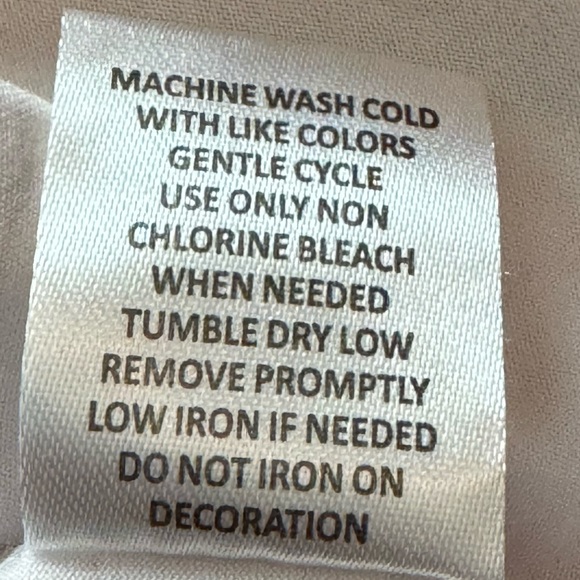 MACHINE WASH COLD
WITH LIKE COLORS
GENTLE CYCLE
USE ONLY NON
CHLORINE BLEACH
WHEN NEEDED
TUMBLE DRY LOW
REMOVE PROMPTLY
LOW IRON IF NEEDED
DO NOT IRON ON
DECORATION